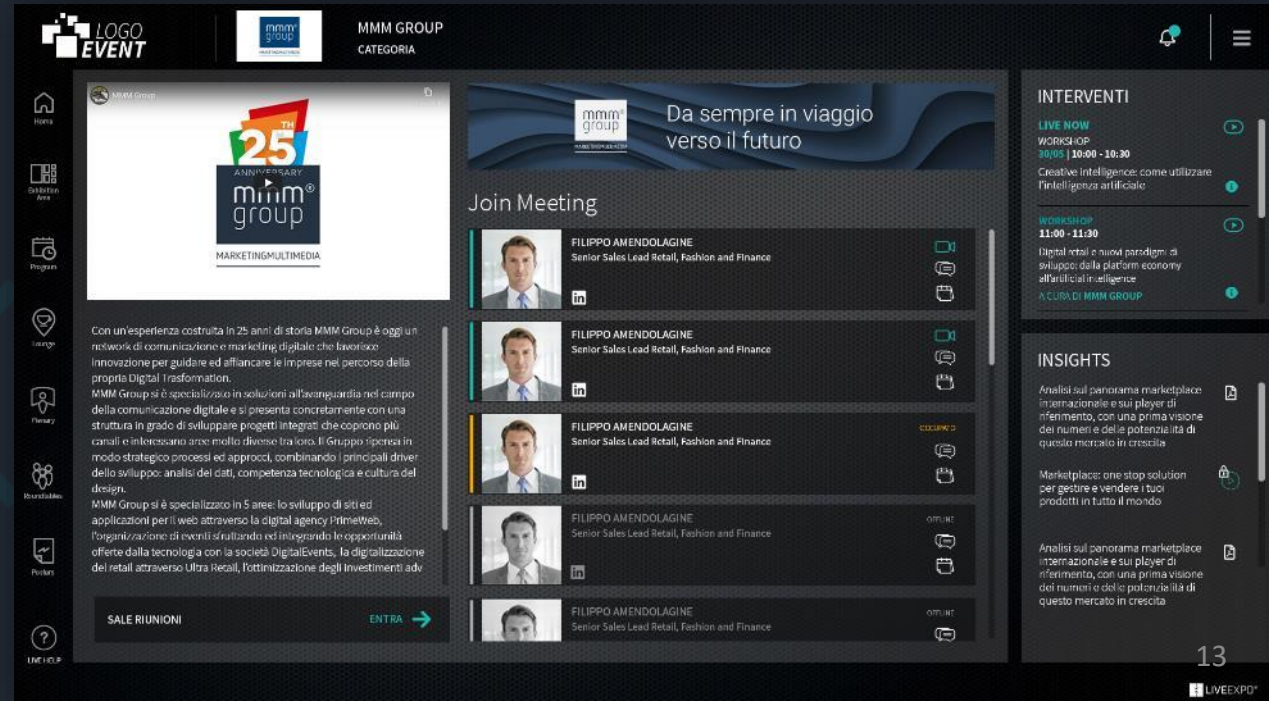 LOGO
EVENT
mmm®
group
MARKETINGMULTIMEDIA
MMM GROUP
CATEGORIA
Home
Exhibition
Area
Program
Lounge
Plenary
Roundtables
Posters
LIVE HELP
MMM Group
25TH
ANNIVERSARY
mmm®
group
MARKETINGMULTIMEDIA
Con un'esperienza costruita in 25 anni di storia MMM Group è oggi un
network di comunicazione e marketing digitale che favorisce
innovazione per guidare ed affiancare le imprese nel percorso della
propria Digital Trasformation.
MMM Group si è specializzato in soluzioni all'avanguardia nel campo
della comunicazione digitale e si presenta concretamente con una
struttura in grado di sviluppare progetti integrati che coprono più
canali e interessano aree molto diverse tra loro. Il Gruppo ripensa in
modo strategico processi ed approcci, combinando i principali driver
dello sviluppo: analisi dei dati, competenza tecnologica e cultura del
design.
MMM Group si è specializzato in 5 aree: lo sviluppo di siti ed
applicazioni per il web attraverso la digital agency PrimeWeb,
l'organizzazione di eventi sfruttando ed integrando le opportunità
offerte dalla tecnologia con la società DigitalEvents, la digitalizzazione
del retail attraverso Ultra Retail, l'ottimizzazione degli investimenti adv
SALE RIUNIONI
ENTRA
mmm®
group
MARKETINGMULTIMEDIA
Da sempre in viaggio
verso il futuro
Join Meeting
FILIPPO AMENDOLAGINE
Senior Sales Lead Retail, Fashion and Finance
in
FILIPPO AMENDOLAGINE
Senior Sales Lead Retail, Fashion and Finance
in
FILIPPO AMENDOLAGINE
Senior Sales Lead Retail, Fashion and Finance
OCCUPATO
in
FILIPPO AMENDOLAGINE
Senior Sales Lead Retail, Fashion and Finance
OFFLINE
in
FILIPPO AMENDOLAGINE
Senior Sales Lead Retail, Fashion and Finance
OFFLINE
INTERVENTI
LIVE NOW
WORKSHOP
30/05 | 10:00 - 10:30
Creative intelligence: come utilizzare
l'intelligenza artificiale
WORKSHOP
11:00 - 11:30
Digital retail e nuovi paradigmi di
sviluppo: dalla platform economy
all'artificial intelligence
A CURA DI MMM GROUP
INSIGHTS
Analisi sul panorama marketplace
internazionale e sui player di
riferimento, con una prima visione
dei numeri e delle potenzialità di
questo mercato in crescita
Marketplace: one stop solution
per gestire e vendere i tuoi
prodotti in tutto il mondo
Analisi sul panorama marketplace
internazionale e sui player di
riferimento, con una prima visione
dei numeri e delle potenzialità di
questo mercato in crescita
13
LIVEEXPO®